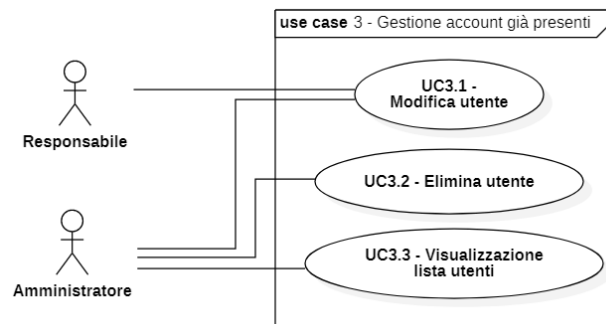 use case 3 - Gestione account già presenti
UC3.1 -
Modifica utente
Responsabile
UC3.2 - Elimina utente
UC3.3 - Visualizzazione
lista utenti
Amministratore